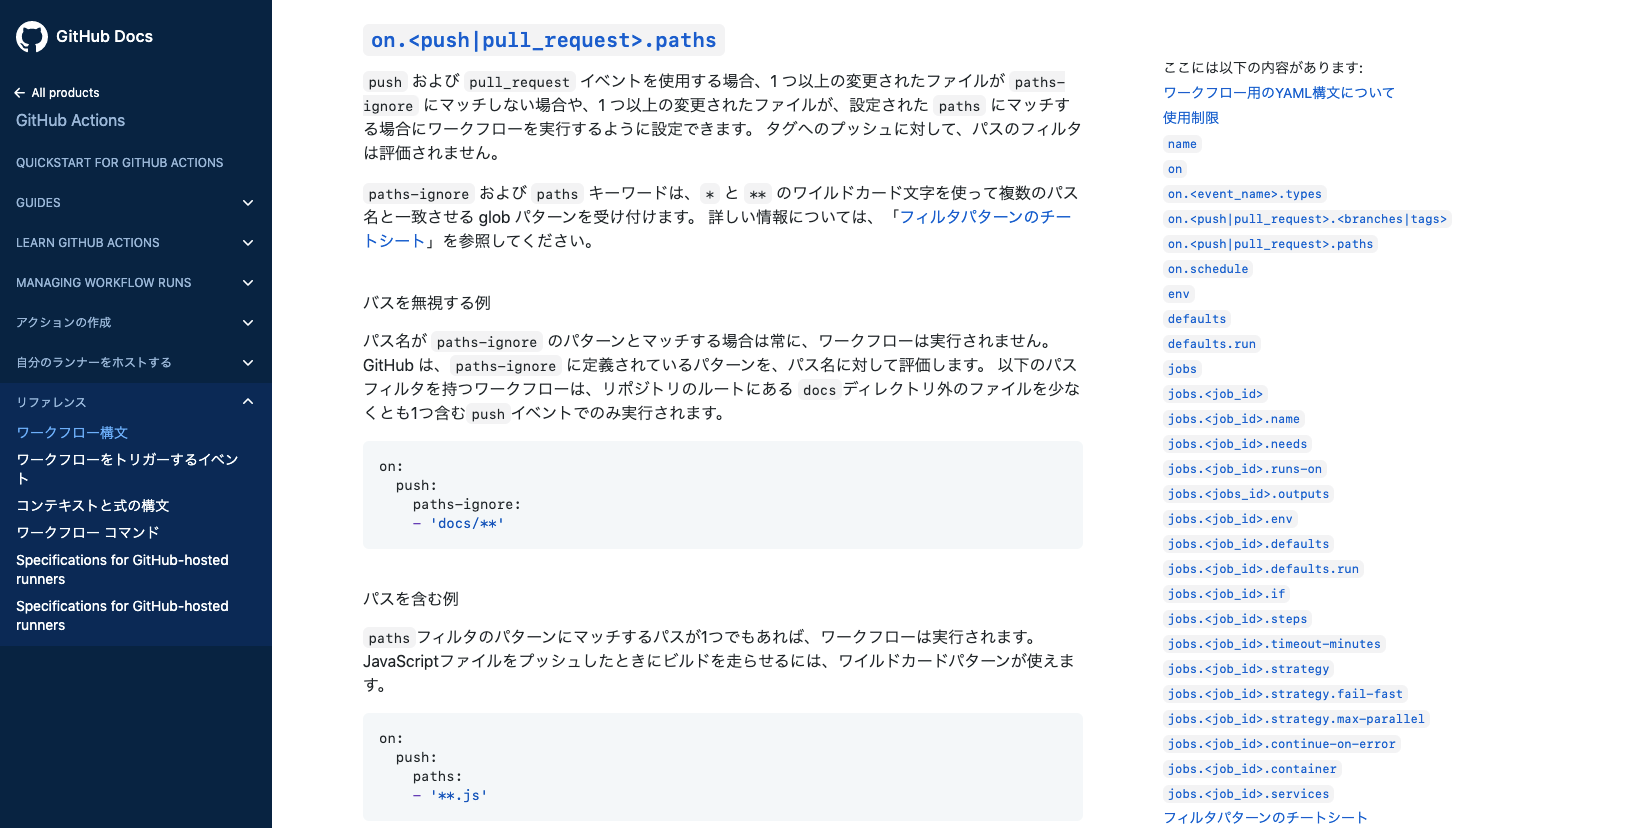 GitHub Docs
← All products
GitHub Actions
QUICKSTART FOR GITHUB ACTIONS
GUIDES
LEARN GITHUB ACTIONS
MANAGING WORKFLOW RUNS
アクションの作成
自分のランナーをホストする
リファレンス
ワークフロー構文
ワークフローをトリガーするイベン
ト
コンテキストと式の構文
ワークフロー コマンド
Specifications for GitHub-hosted
runners
Specifications for GitHub-hosted
runners
on.<push|pull_request>.paths
push および pull_request イベントを使用する場合、1 つ以上の変更されたファイルが paths-
ignore にマッチしない場合や、1 つ以上の変更されたファイルが、設定された paths にマッチす
る場合にワークフローを実行するように設定できます。 タグへのプッシュに対して、パスのフィルタ
は評価されません。
paths-ignore および paths キーワードは、* と ** のワイルドカード文字を使って複数のパス
名と一致させる glob パターンを受け付けます。 詳しい情報については、「フィルタパターンのチー
トシート」を参照してください。
パスを無視する例
パス名が paths-ignore のパターンとマッチする場合は常に、ワークフローは実行されません。
GitHub は、paths-ignore に定義されているパターンを、パス名に対して評価します。 以下のパス
フィルタを持つワークフローは、リポジトリのルートにある docsディレクトリ外のファイルを少な
くとも1つ含むpushイベントでのみ実行されます。
on:
  push:
    paths-ignore:
    - 'docs/**'
パスを含む例
pathsフィルタのパターンにマッチするパスが1つでもあれば、ワークフローは実行されます。
JavaScriptファイルをプッシュしたときにビルドを走らせるには、ワイルドカードパターンが使えま
す。
on:
  push:
    paths:
    - '**.js'
ここには以下の内容があります:
ワークフロー用のYAML構文について
使用制限
name
on
on.<event_name>.types
on.<push|pull_request>.<branches|tags>
on.<push|pull_request>.paths
on.schedule
env
defaults
defaults.run
jobs
jobs.<job_id>
jobs.<job_id>.name
jobs.<job_id>.needs
jobs.<job_id>.runs-on
jobs.<jobs_id>.outputs
jobs.<job_id>.env
jobs.<job_id>.defaults
jobs.<job_id>.defaults.run
jobs.<job_id>.if
jobs.<job_id>.steps
jobs.<job_id>.timeout-minutes
jobs.<job_id>.strategy
jobs.<job_id>.strategy.fail-fast
jobs.<job_id>.strategy.max-parallel
jobs.<job_id>.continue-on-error
jobs.<job_id>.container
jobs.<job_id>.services
フィルタパターンのチートシート